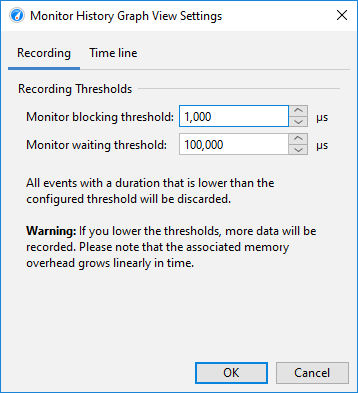 Monitor History Graph View Settings
Recording Time line
Recording Thresholds
Monitor blocking threshold: 1,000 µs
Monitor waiting threshold: 100,000 µs
All events with a duration that is lower than the
configured threshold will be discarded.
Warning: If you lower the thresholds, more data will be
recorded. Please note that the associated memory
overhead grows linearly in time.
OK Cancel